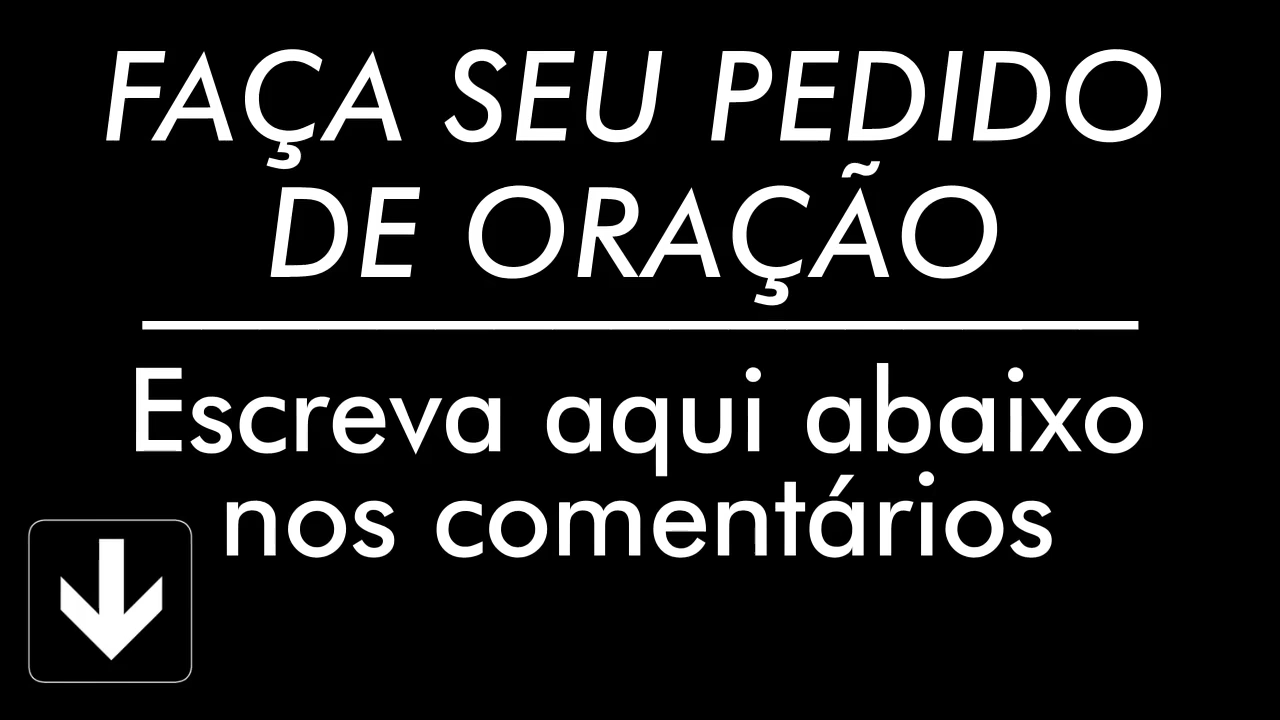 FAÇA SEU PEDIDO
DE ORAÇÃO
Escreva aqui abaixo
nos comentários